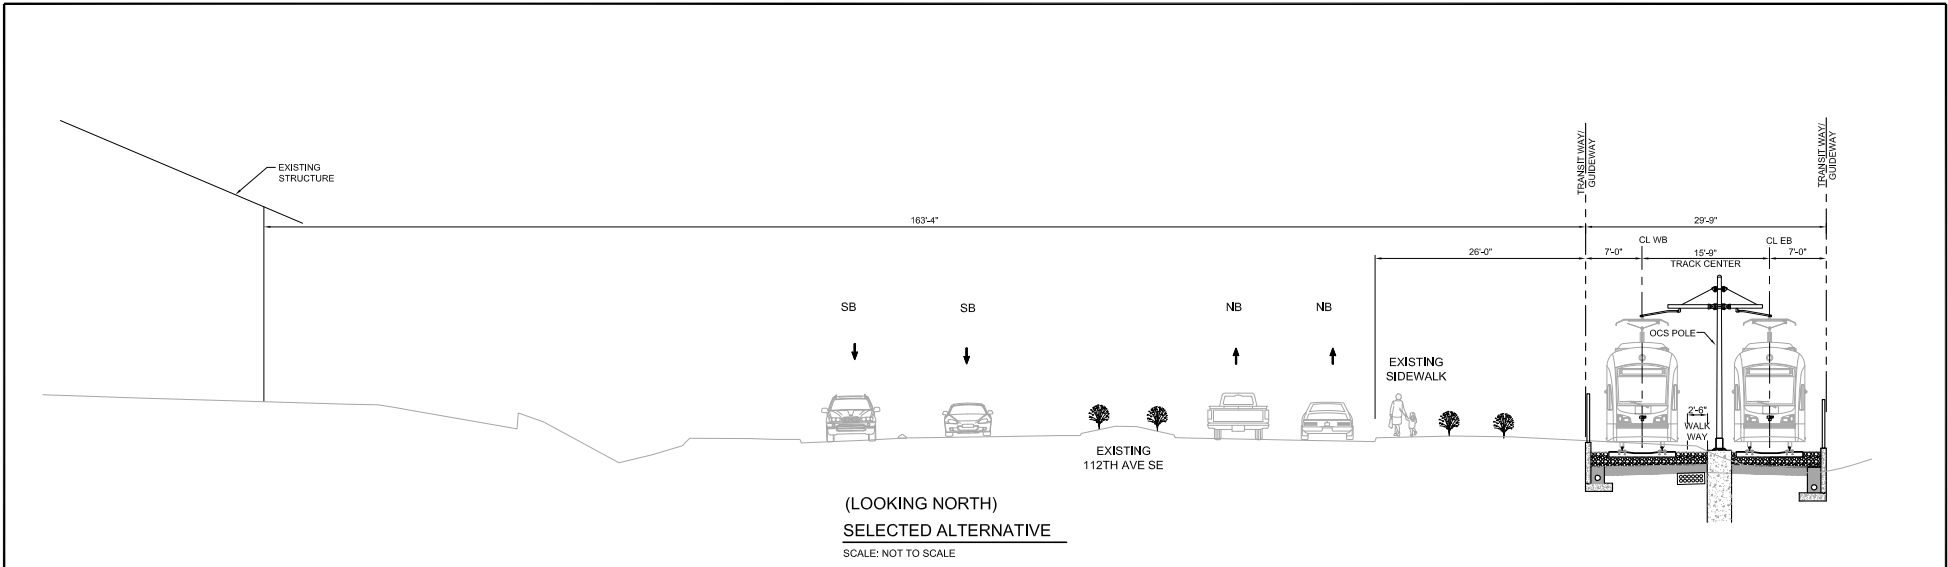 EXISTING
STRUCTURE
163'-4"
TRANSIT WAY/
GUIDEWAY
TRANSIT WAY/
GUIDEWAY
29'-9"
CL WB
CL EB
26'-0"
7'-0"
15'-9"
7'-0"
TRACK CENTER
SB
SB
NB
NB
OCS POLE
EXISTING
SIDEWALK
2'-6"
WALK
WAY
EXISTING
112TH AVE SE
(LOOKING NORTH)
SELECTED ALTERNATIVE
SCALE: NOT TO SCALE